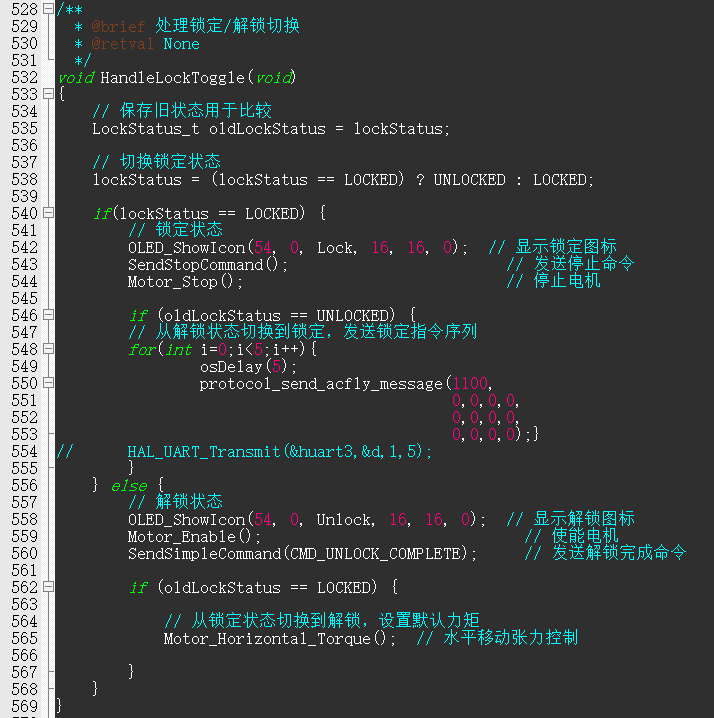 528 /**
529  * @brief 处理锁定/解锁切换
530  * @retval None
531  */
532 void HandleLockToggle(void)
533 {
534     // 保存旧状态用于比较
535     LockStatus_t oldLockStatus = lockStatus;
536
537     // 切换锁定状态
538     lockStatus = (lockStatus == LOCKED) ? UNLOCKED : LOCKED;
539
540     if(lockStatus == LOCKED) {
541         // 锁定状态
542         OLED_ShowIcon(54, 0, Lock, 16, 16, 0);  // 显示锁定图标
543         SendStopCommand();                        // 发送停止命令
544         Motor_Stop();                             // 停止电机
545
546         if (oldLockStatus == UNLOCKED) {
547         // 从解锁状态切换到锁定，发送锁定指令序列
548         for(int i=0;i<5;i++){
549                 osDelay(5);
550                 protocol_send_acfly_message(1100,
551                                             0,0,0,0,
552                                             0,0,0,0,
553                                             0,0,0,0);}
554 //      HAL_UART_Transmit(&huart3,&d,1,5);
555         }
556     } else {
557         // 解锁状态
558         OLED_ShowIcon(54, 0, Unlock, 16, 16, 0);  // 显示解锁图标
559         Motor_Enable();                             // 使能电机
560         SendSimpleCommand(CMD_UNLOCK_COMPLETE);     // 发送解锁完成命令
561
562         if (oldLockStatus == LOCKED) {
563
564             // 从锁定状态切换到解锁，设置默认力矩
565             Motor_Horizontal_Torque();  // 水平移动张力控制
566
567         }
568     }
569 }